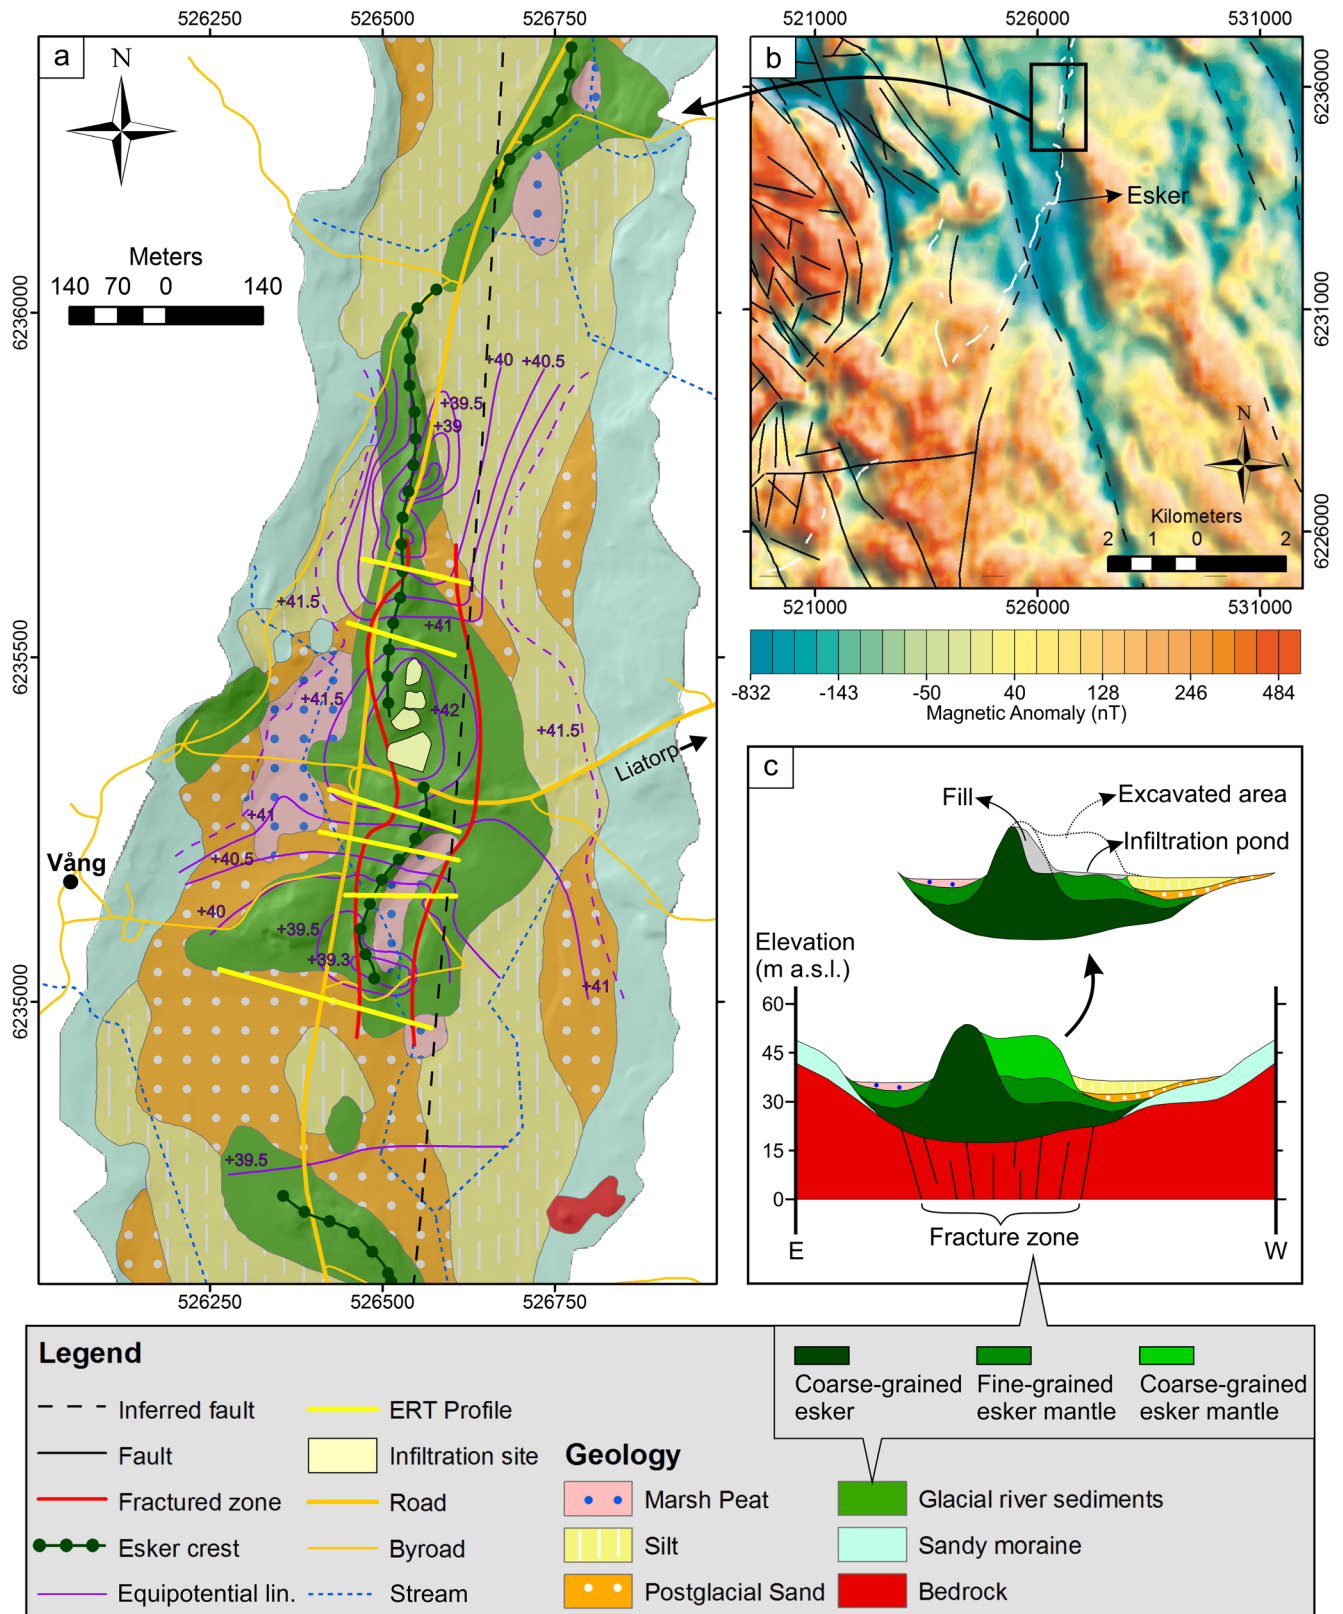 526250 526500 526750
a
N
Meters
140 70 0 140
6236000
6235500
6235000
+40 +40.5
+39.5
+39
+41.5
+41
+41.5
+42
+41.5
Liatorp
+41
+40.5
Vång
+40
+39.5
+39.3
+41
+39.5
526250 526500 526750
521000 526000 531000
b
6236000
6231000
6226000
Esker
N
Kilometers
2 1 0 2
521000 526000 531000
-832 -143 -50 40 128 246 484
Magnetic Anomaly (nT)
c
Fill
Excavated area
Infiltration pond
Elevation
(m a.s.l.)
60
45
30
15
0
Fracture zone
E W
Legend
Inferred fault
Fault
Fractured zone
Esker crest
Equipotential lin.
ERT Profile
Infiltration site
Road
Byroad
Stream
Geology
Marsh Peat
Silt
Postglacial Sand
Glacial river sediments
Sandy moraine
Bedrock
Coarse-grained
esker
Fine-grained
esker mantle
Coarse-grained
esker mantle